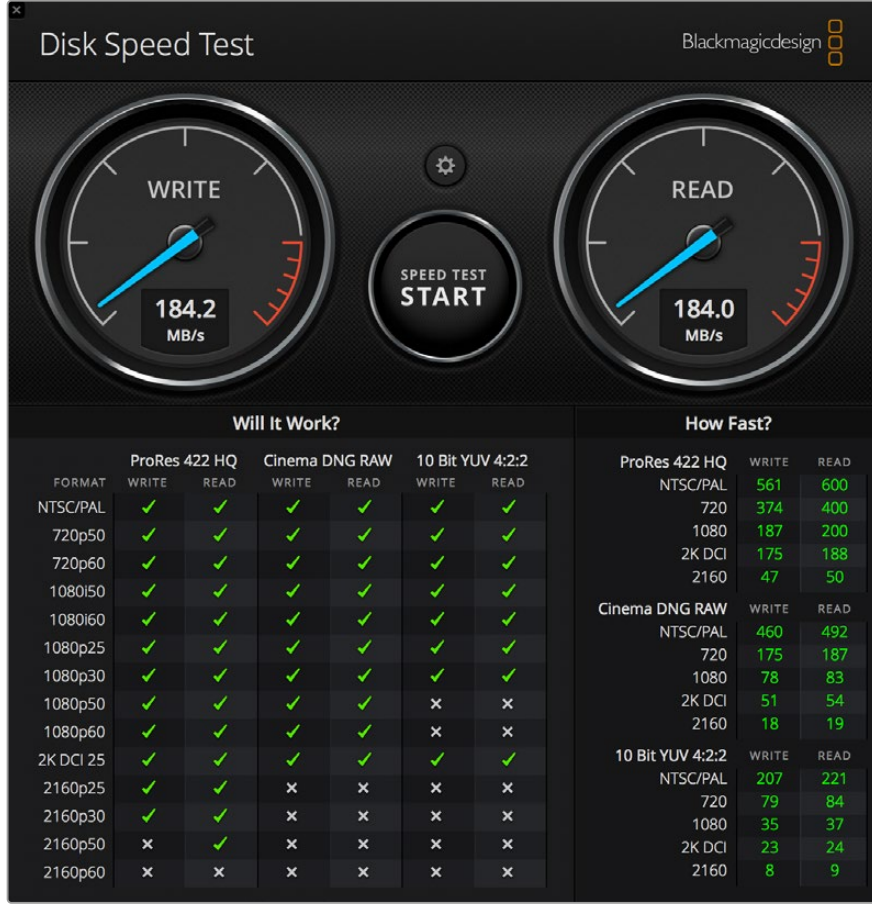 Disk Speed Test
Blackmagicdesign
WRITE
184.2
MB/s
SPEED TEST
START
READ
184.0
MB/s
Will It Work?
ProRes 422 HQ Cinema DNG RAW 10 Bit YUV 4:2:2
FORMAT WRITE READ WRITE READ WRITE READ
NTSC/PAL ✓ ✓ ✓ ✓ ✓ ✓
720p50 ✓ ✓ ✓ ✓ ✓ ✓
720p60 ✓ ✓ ✓ ✓ ✓ ✓
1080i50 ✓ ✓ ✓ ✓ ✓ ✓
1080i60 ✓ ✓ ✓ ✓ ✓ ✓
1080p25 ✓ ✓ ✓ ✓ ✓ ✓
1080p30 ✓ ✓ ✓ ✓ ✓ ✓
1080p50 ✓ ✓ ✓ ✓ × ×
1080p60 ✓ ✓ ✓ ✓ × ×
2K DCI 25 ✓ ✓ ✓ ✓ ✓ ✓
2160p25 ✓ ✓ × × × ×
2160p30 ✓ ✓ × × × ×
2160p50 × ✓ × × × ×
2160p60 × × × × × ×
How Fast?
ProRes 422 HQ WRITE READ
NTSC/PAL 561 600
720 374 400
1080 187 200
2K DCI 175 188
2160 47 50
Cinema DNG RAW WRITE READ
NTSC/PAL 460 492
720 175 187
1080 78 83
2K DCI 51 54
2160 18 19
10 Bit YUV 4:2:2 WRITE READ
NTSC/PAL 207 221
720 79 84
1080 35 37
2K DCI 23 24
2160 8 9